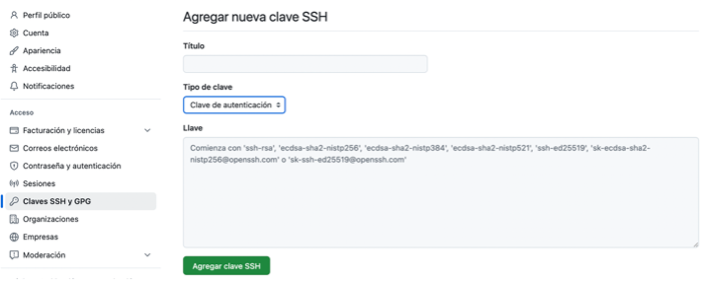 Perfil público
Cuenta
Apariencia
Accesibilidad
Notificaciones
Acceso
Facturación y licencias
Correos electrónicos
Contraseña y autenticación
Sesiones
Claves SSH y GPG
Organizaciones
Empresas
Moderación
Agregar nueva clave SSH
Título
Tipo de clave
Clave de autenticación
Llave
Comienza con 'ssh-rsa', 'ecdsa-sha2-nistp256', 'ecdsa-sha2-nistp384', 'ecdsa-sha2-nistp521', 'ssh-ed25519', 'sk-ecdsa-sha2-
nistp256@openssh.com' o 'sk-ssh-ed25519@openssh.com'
Agregar clave SSH